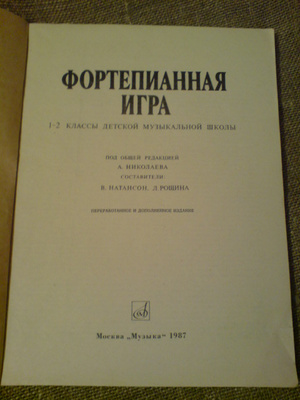 ФОРТЕПИАННАЯ
ИГРА
1-2 КЛАССЫ ДЕТСКОЙ МУЗЫКАЛЬНОЙ ШКОЛЫ
ПОД ОБЩЕЙ РЕДАКЦИЕЙ
А. НИКОЛАЕВА
СОСТАВИТЕЛИ:
В. НАТАНСОН, Л. РОЩИНА
ПЕРЕРАБОТАННОЕ И ДОПОЛНЕННОЕ ИЗДАНИЕ
Москва „Музыка" 1987